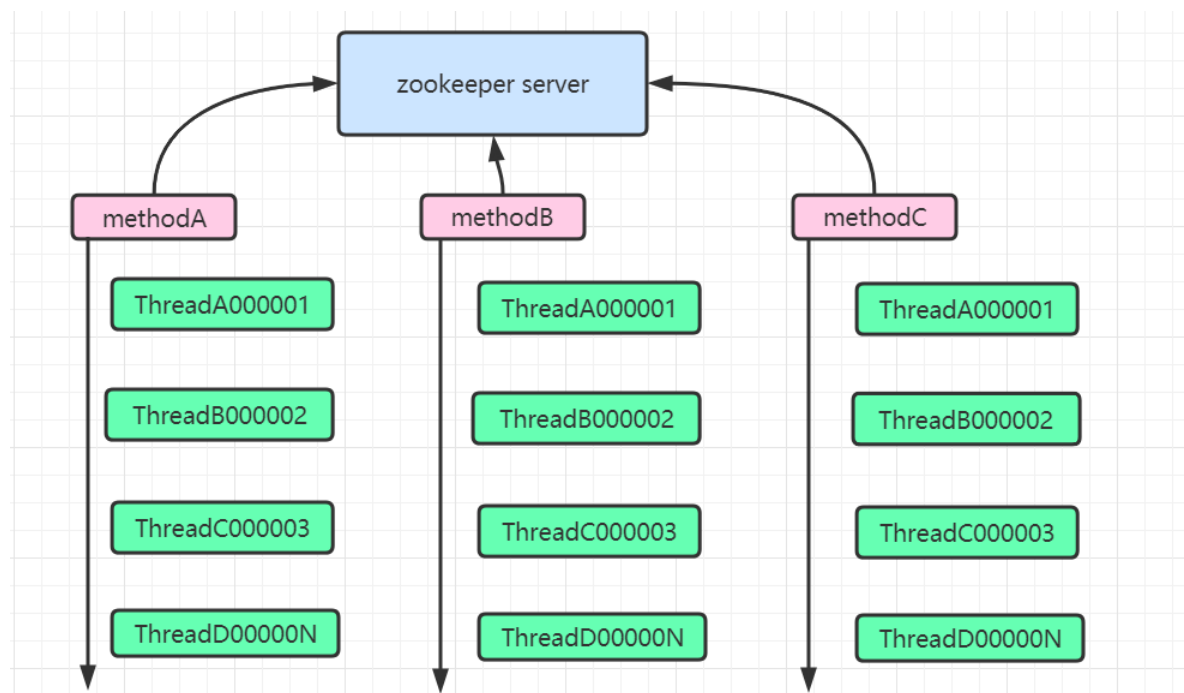 zookeeper server
methodA
methodB
methodC
ThreadA000001
ThreadA000001
ThreadA000001
ThreadB000002
ThreadB000002
ThreadB000002
ThreadC000003
ThreadC000003
ThreadC000003
ThreadD00000N
ThreadD00000N
ThreadD00000N